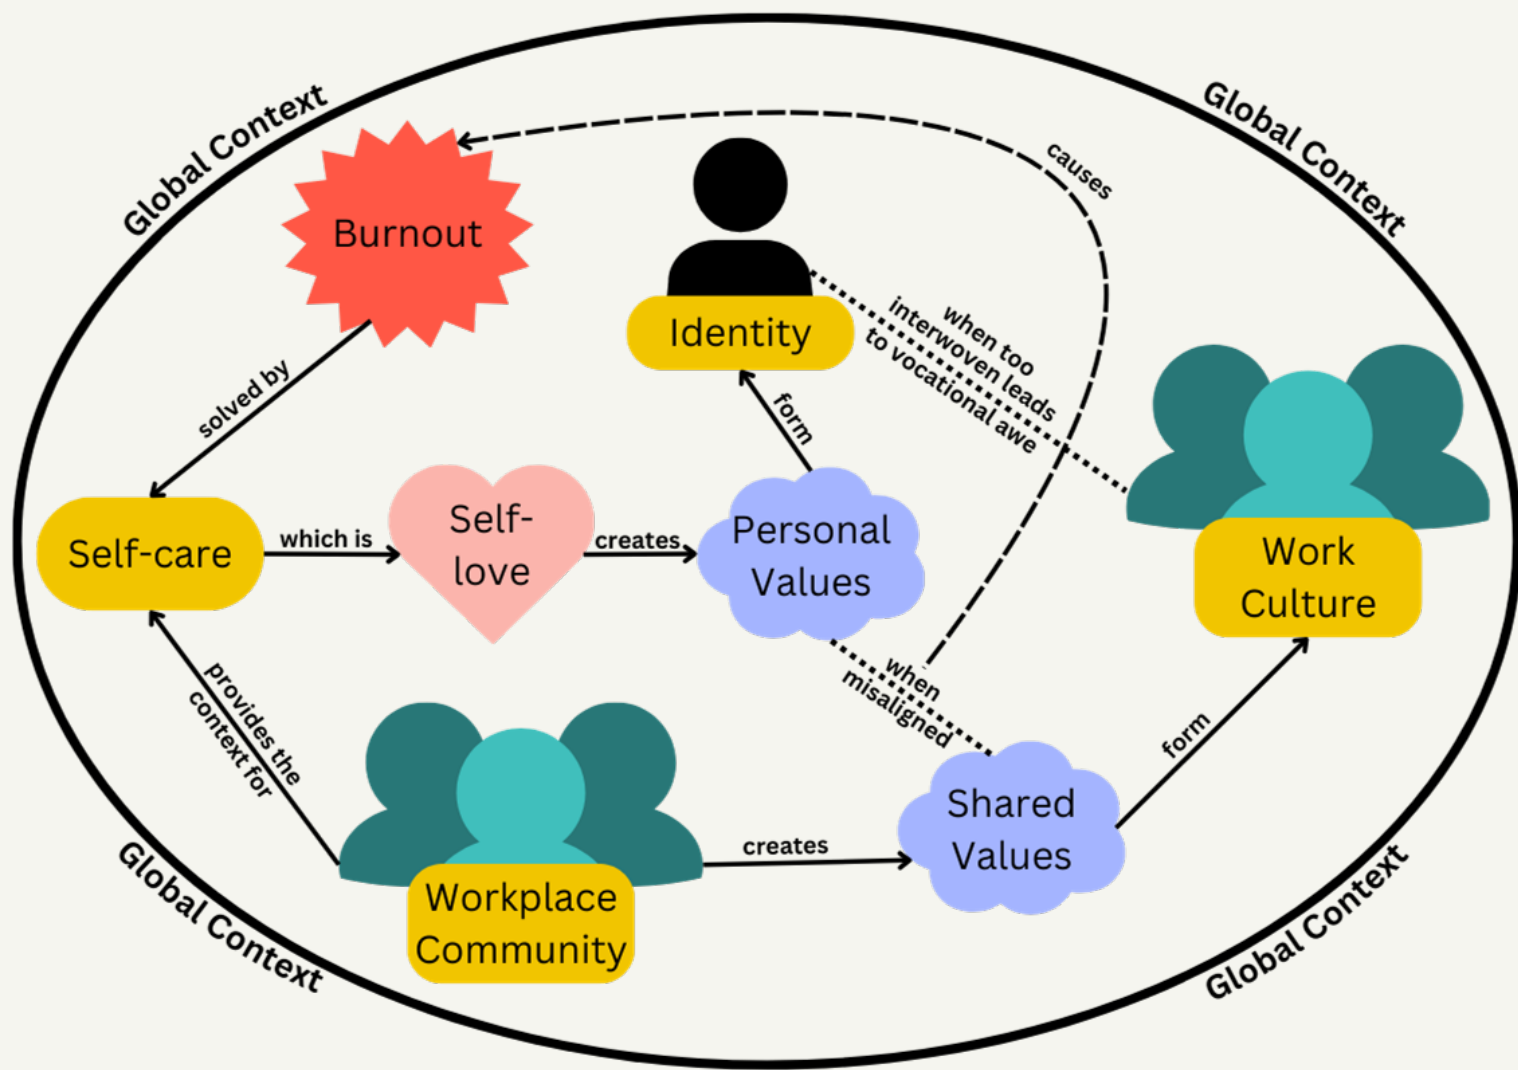 Global Context
Global Context
causes
Burnout
when too
interwoven leads
to vocational awe
Identity
solved by
form
Self-care
which is
Self-
love
creates
Personal
Values
Work
Culture
when
misaligned
provides the
context for
form
Shared
Values
creates
Workplace
Community
Global Context
Global Context